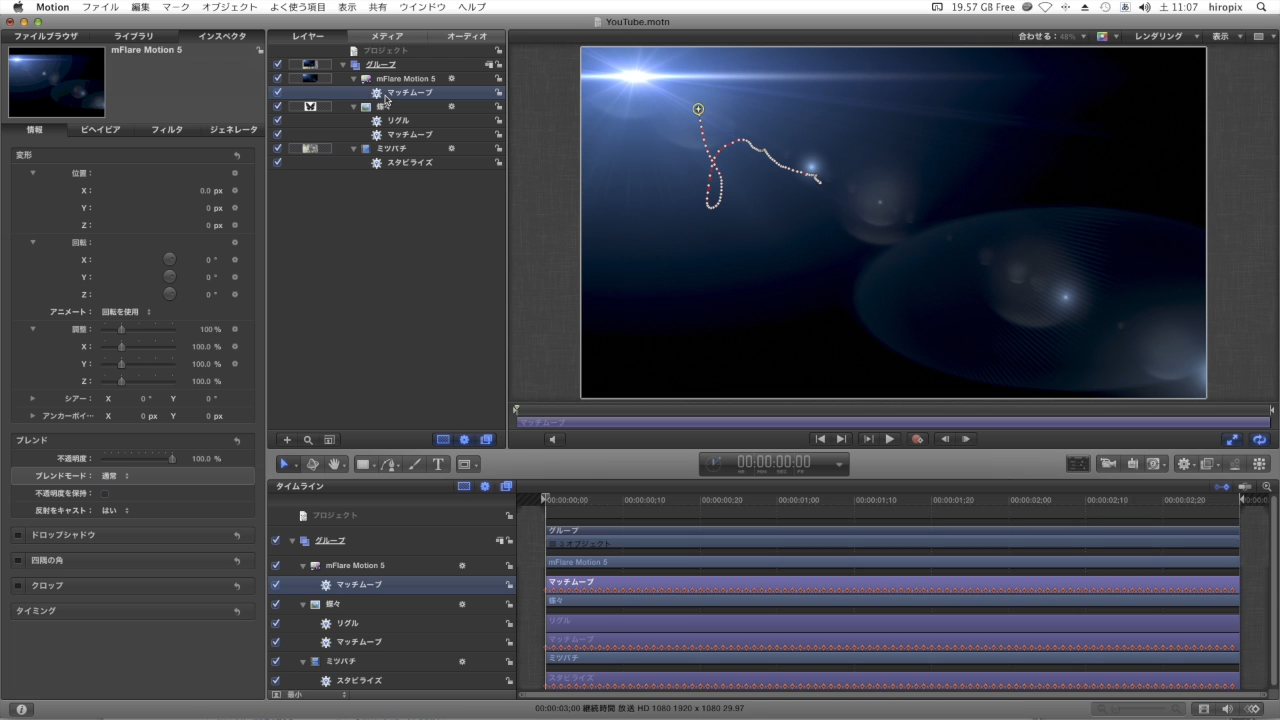 Motion ファイル 編集 マーク オブジェクト よく使う項目 表示 共有 ウインドウ ヘルプ 19.57 GB Free あ 土 11:07 hiropix
YouTube.motn
ファイルブラウザ ライブラリ インスペクタ
レイヤー メディア オーディオ
合わせる: 48% レンダリング 表示
mFlare Motion 5
情報 ビヘイビア フィルタ ジェネレータ
変形
位置:
X: 0.0 px
Y: 0 px
Z: 0 px
回転:
X: 0 °
Y: 0 °
Z: 0 °
アニメート: 回転を使用
調整: 100 %
X: 100.0 %
Y: 100.0 %
Z: 100.0 %
シアー: X 0 ° Y 0 °
アンカーポイ… X 0 px Y 0 px
ブレンド
不透明度: 100.0 %
ブレンドモード: 通常
不透明度を保持:
反射をキャスト: はい
ドロップシャドウ
四隅の角
クロップ
タイミング
プロジェクト
グループ
mFlare Motion 5
マッチムーブ
蝶々
リグル
マッチムーブ
ミツバチ
スタビライズ
マッチムーブ
T
00:00:00:00
HR MIN SEC FR
タイムライン
00:00:00;00 00:00:00;10 00:00:00;20 00:00:01;00 00:00:01;10 00:00:01;20 00:00:02;00 00:00:02;10 00:00:02;20
プロジェクト
グループ
mFlare Motion 5
マッチムーブ
蝶々
リグル
マッチムーブ
ミツバチ
スタビライズ
グループ
3 オブジェクト
mFlare Motion 5
マッチムーブ
蝶々
リグル
マッチムーブ
ミツバチ
スタビライズ
最小
00:00:03;00 継続時間 放送 HD 1080 1920 x 1080 29.97